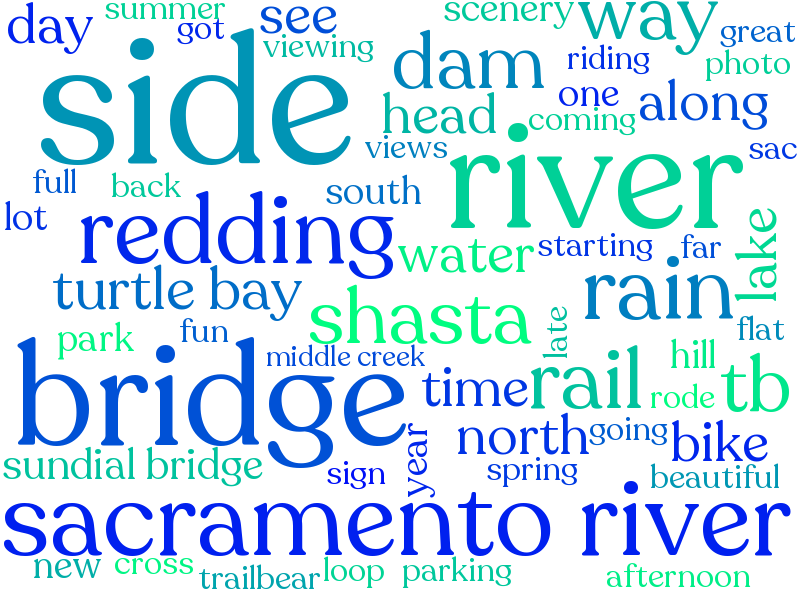 summer
day
got
see
scenery
way
great
viewing
side
dam
riding
photo
head
one
along
coming
views
sac
full
back
south
river
lot
redding
water
starting
far
lake
turtle bay
shasta
rain
park
fun
late
flat
bridge
middle creek
time
rail
hill
rode
tb
sundial bridge
sign
year
north
going
bike
spring
beautiful
sacramento river
new
cross
trailbear
loop
parking
afternoon